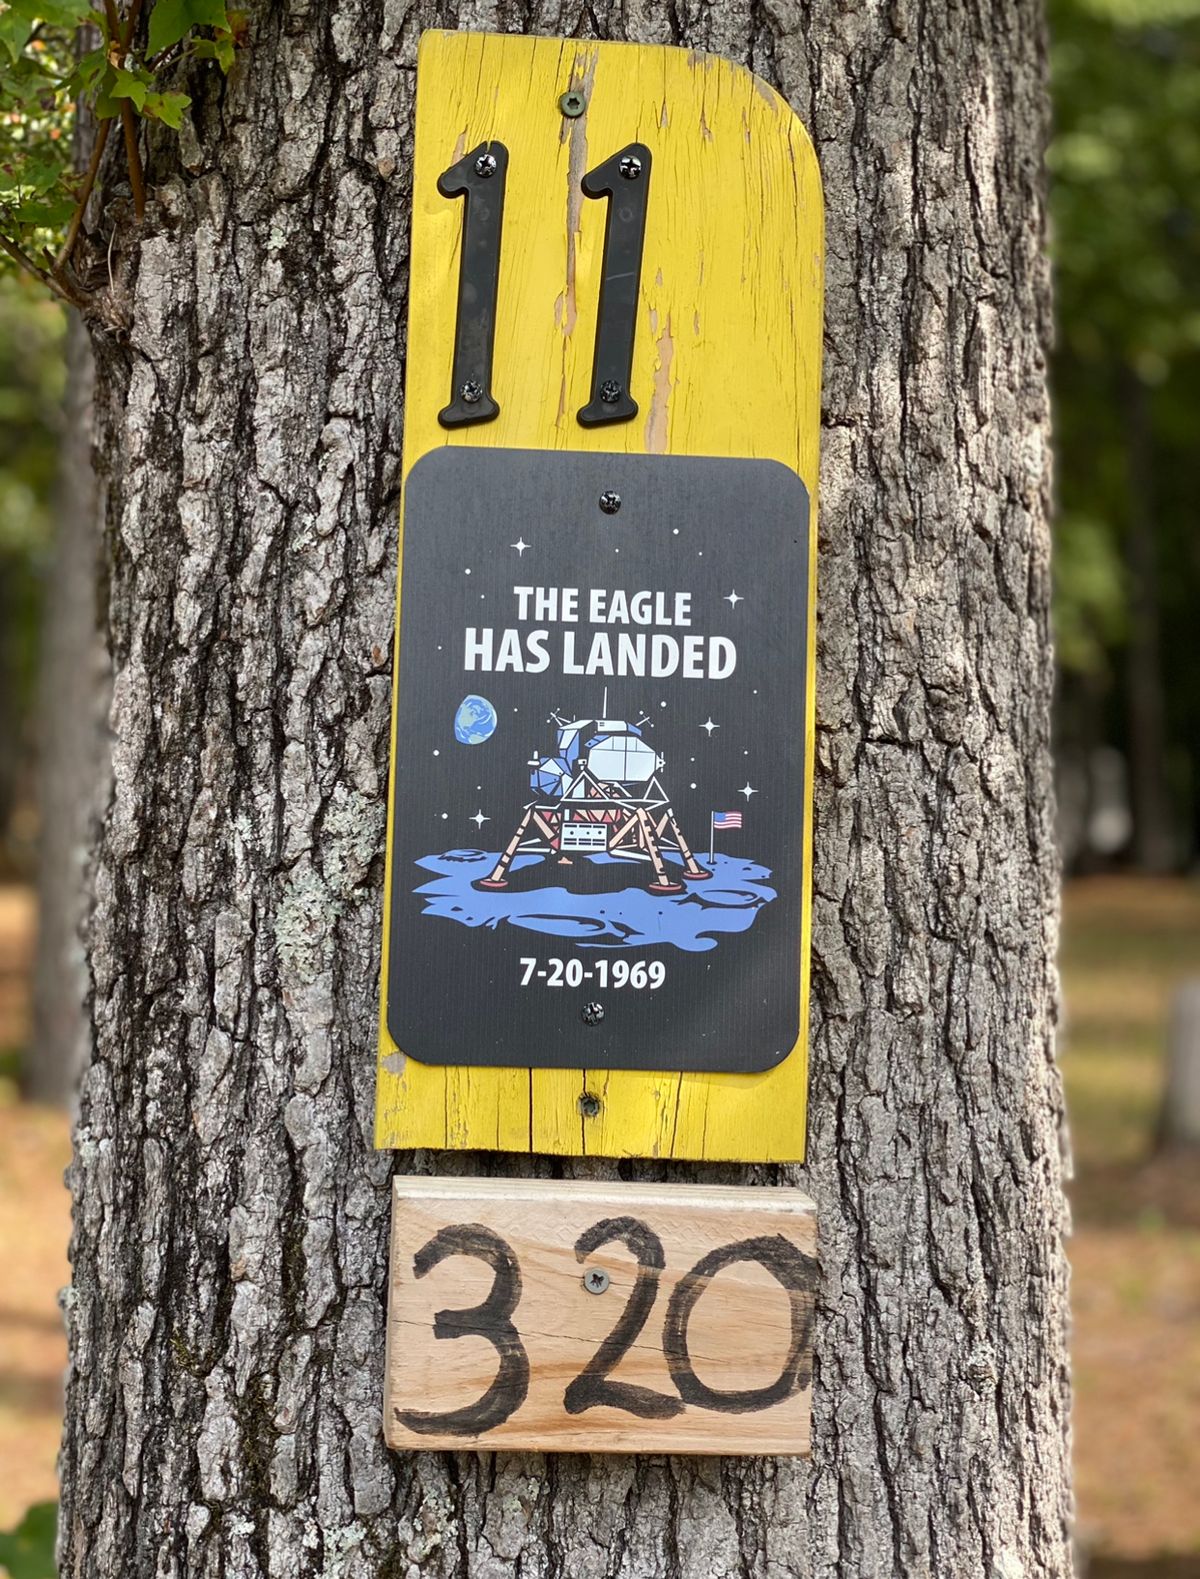 11
THE EAGLE
HAS LANDED
7-20-1969
320